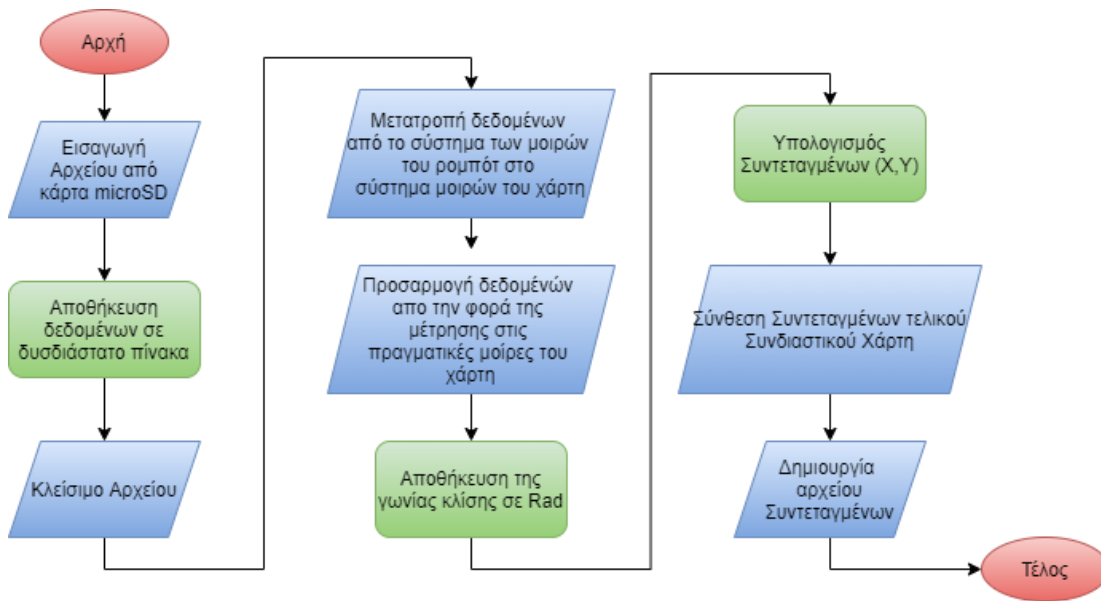 Αρχή
Εισαγωγή
Αρχείου από
κάρτα microSD
Αποθήκευση
δεδομένων σε
δυσδιάστατο πίνακα
Κλείσιμο Αρχείου
Μετατροπή δεδομένων
από το σύστημα των μοιρών
του ρομπότ στο
σύστημα μοιρών του χάρτη
Προσαρμογή δεδομένών
απο την φορά της
μέτρησης στις
πραγματικές μοίρες του
χάρτη
Αποθήκευση της
γωνίας κλίσης σε Rad
Υπολογισμός
Συντεταγμένων (X,Y)
Σύνθεση Συντεταγμένων τελικού
Συνδιαστικού Χάρτη
Δημιουργία
αρχείου
Συντεταγμένων
Τέλος